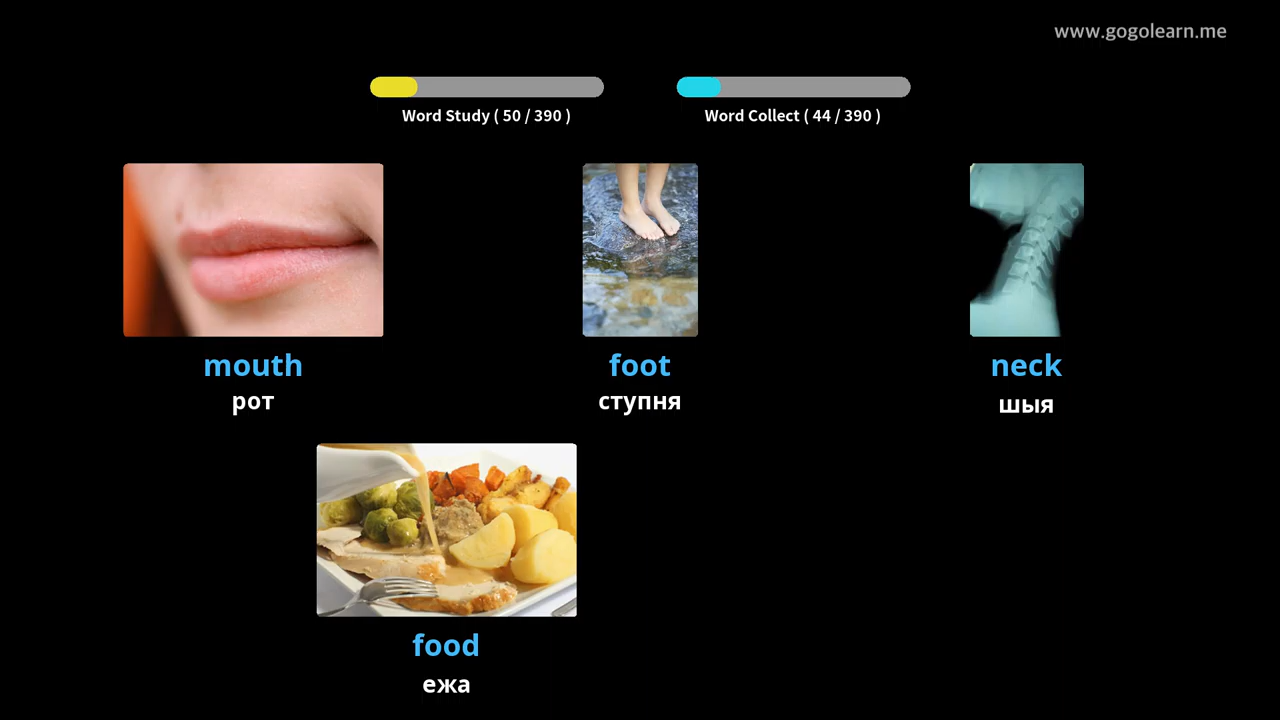 www.gogolearn.me
Word Study ( 50 / 390 )
Word Collect ( 44 / 390 )
mouth
рот
foot
ступня
neck
шыя
food
ежа